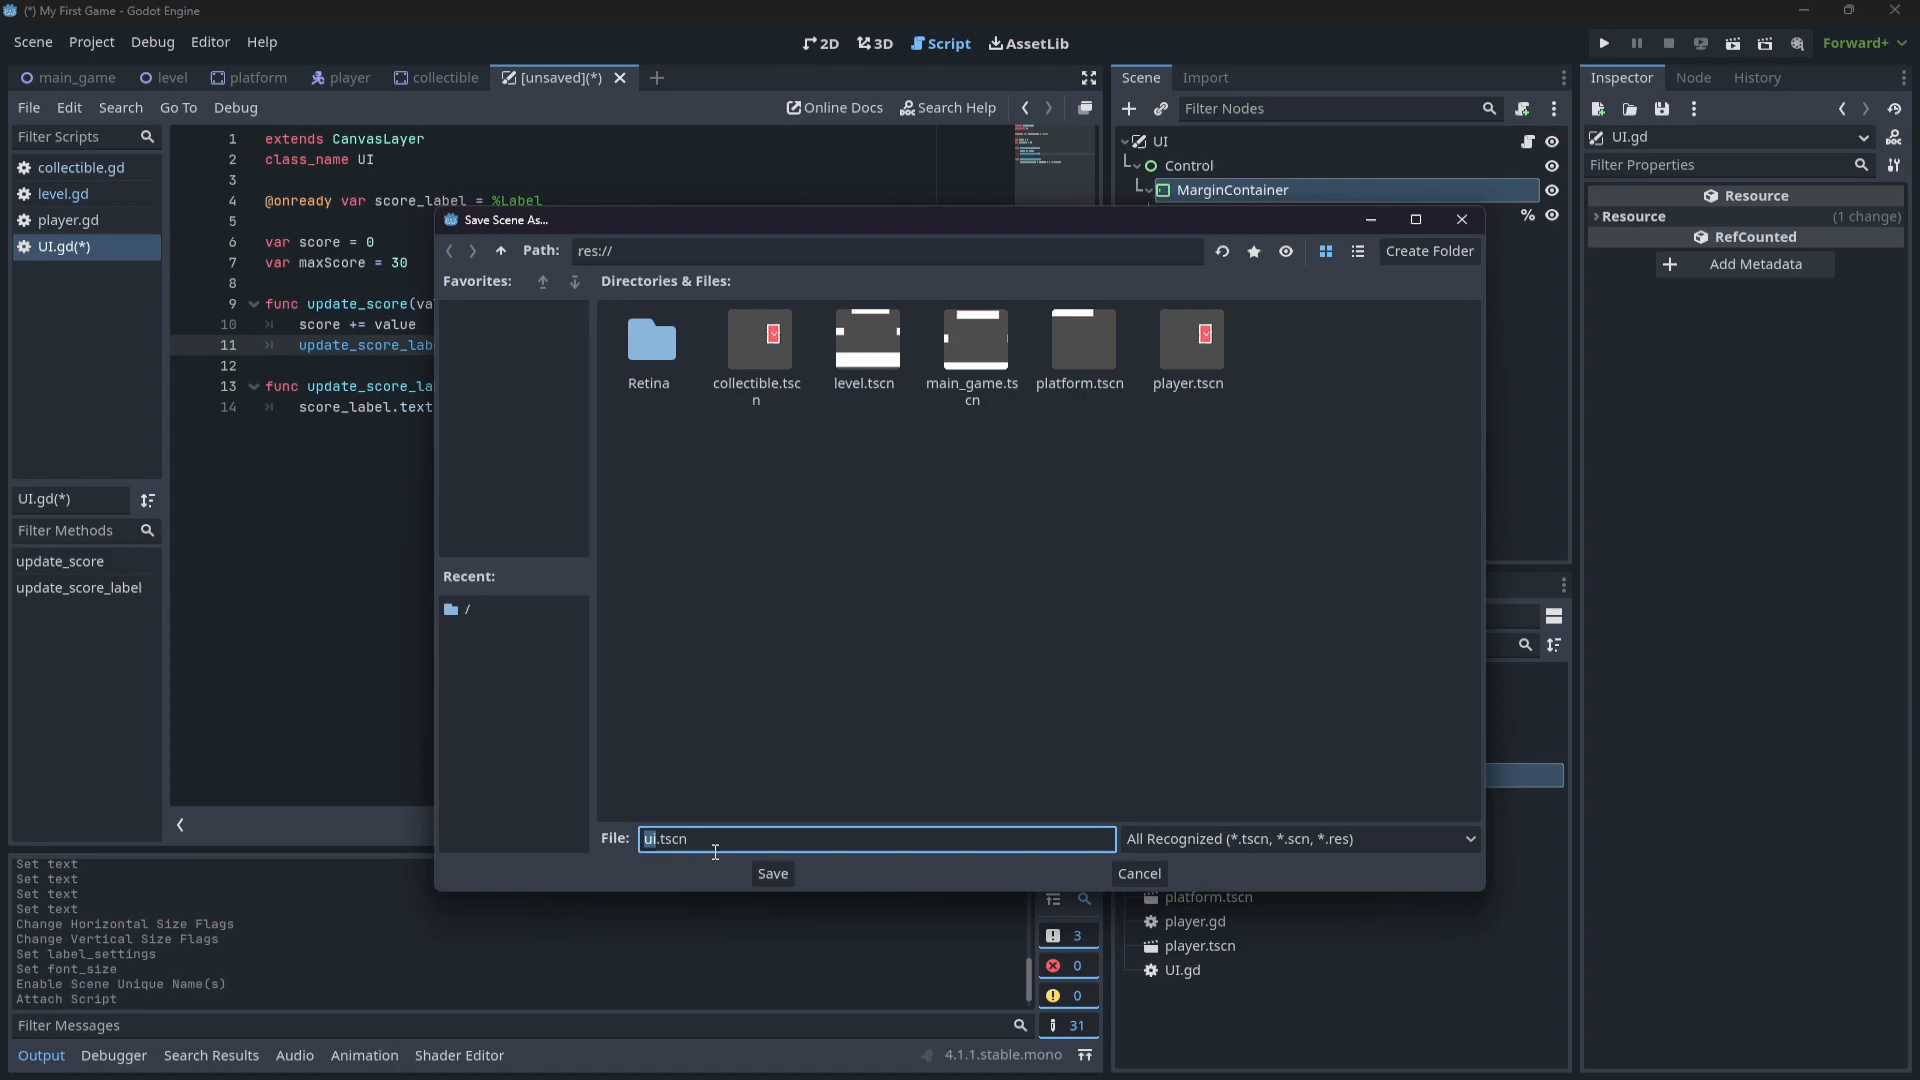 (*) My First Game - Godot Engine
Scene Project Debug Editor Help
2D 3D Script AssetLib
Forward+
main_game level platform player collectible [unsaved](*)
File Edit Search Go To Debug
Online Docs Search Help
Filter Scripts
collectible.gd
level.gd
player.gd
UI.gd(*)
UI.gd(*)
Filter Methods
update_score
update_score_label
1 extends CanvasLayer
2 class_name UI
3
4 @onready var score_label = %Label
5
6 var score = 0
7 var maxScore = 30
8
9 func update_score(va
10 score += value
11 update_score_lab
12
13 func update_score_la
14 score_label.text
Save Scene As...
Path: res://
Create Folder
Favorites:
Directories & Files:
Retina
collectible.tsc
n
level.tscn
main_game.ts
cn
platform.tscn
player.tscn
Recent:
/
File: ui.tscn
All Recognized (*.tscn, *.scn, *.res)
Save
Cancel
Scene Import
Filter Nodes
UI
Control
MarginContainer
%
platform.tscn
player.gd
player.tscn
UI.gd
Inspector Node History
UI.gd
Filter Properties
Resource
Resource (1 change)
RefCounted
Add Metadata
Set text
Set text
Set text
Set text
Change Horizontal Size Flags
Change Vertical Size Flags
Set label_settings
Set font_size
Enable Scene Unique Name(s)
Attach Script
3
0
0
31
Filter Messages
Output Debugger Search Results Audio Animation Shader Editor
4.1.1.stable.mono